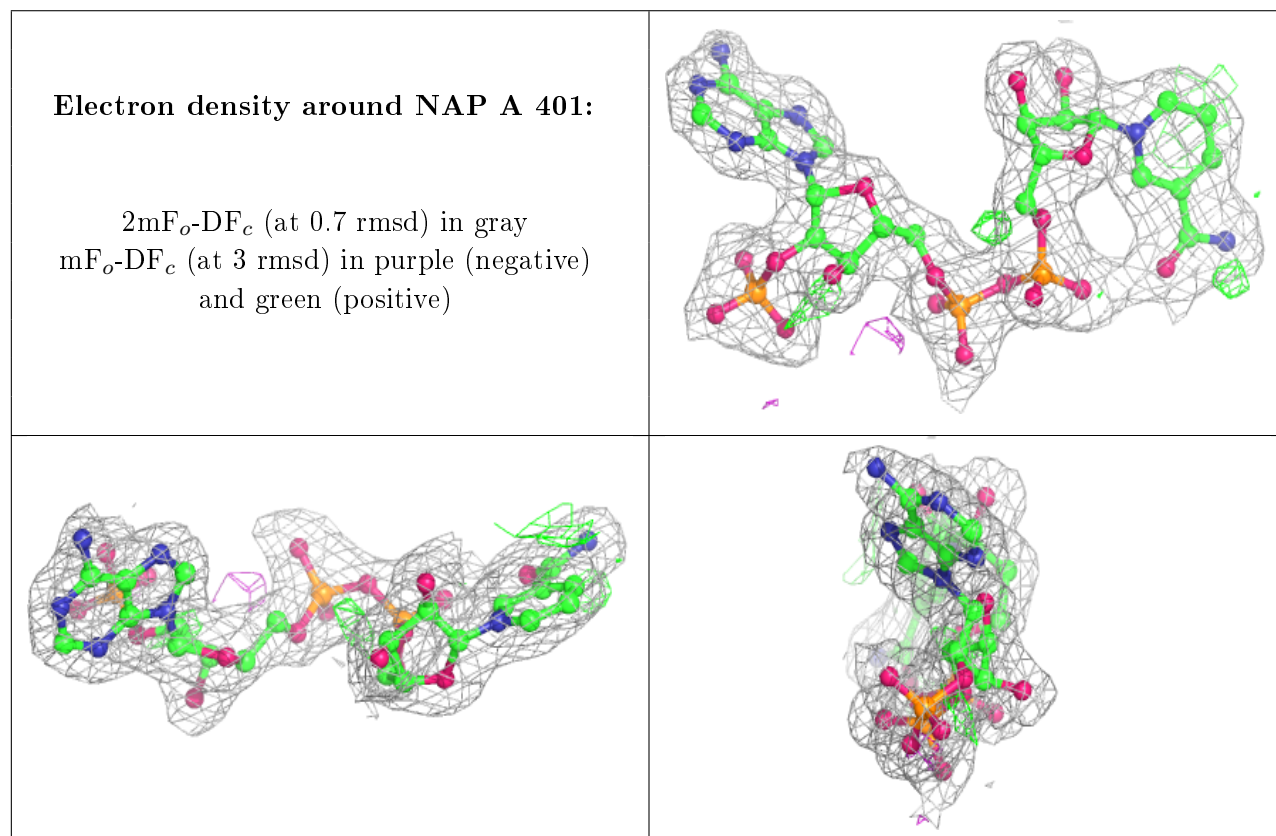 Electron density around NAP A 401:
2mFₒ-DF𝒸 (at 0.7 rmsd) in gray
mFₒ-DF𝒸 (at 3 rmsd) in purple (negative)
and green (positive)